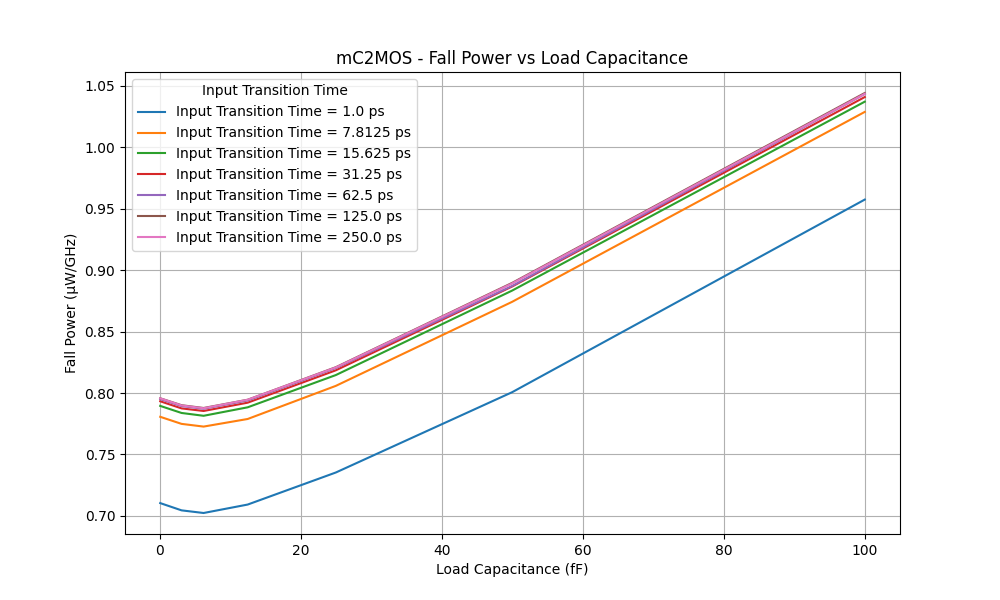 mC2MOS - Fall Power vs Load Capacitance
Input Transition Time
Input Transition Time = 1.0 ps
Input Transition Time = 7.8125 ps
Input Transition Time = 15.625 ps
Input Transition Time = 31.25 ps
Input Transition Time = 62.5 ps
Input Transition Time = 125.0 ps
Input Transition Time = 250.0 ps
Fall Power (μW/GHz)
1.05
1.00
0.95
0.90
0.85
0.80
0.75
0.70
0 20 40 60 80 100
Load Capacitance (fF)